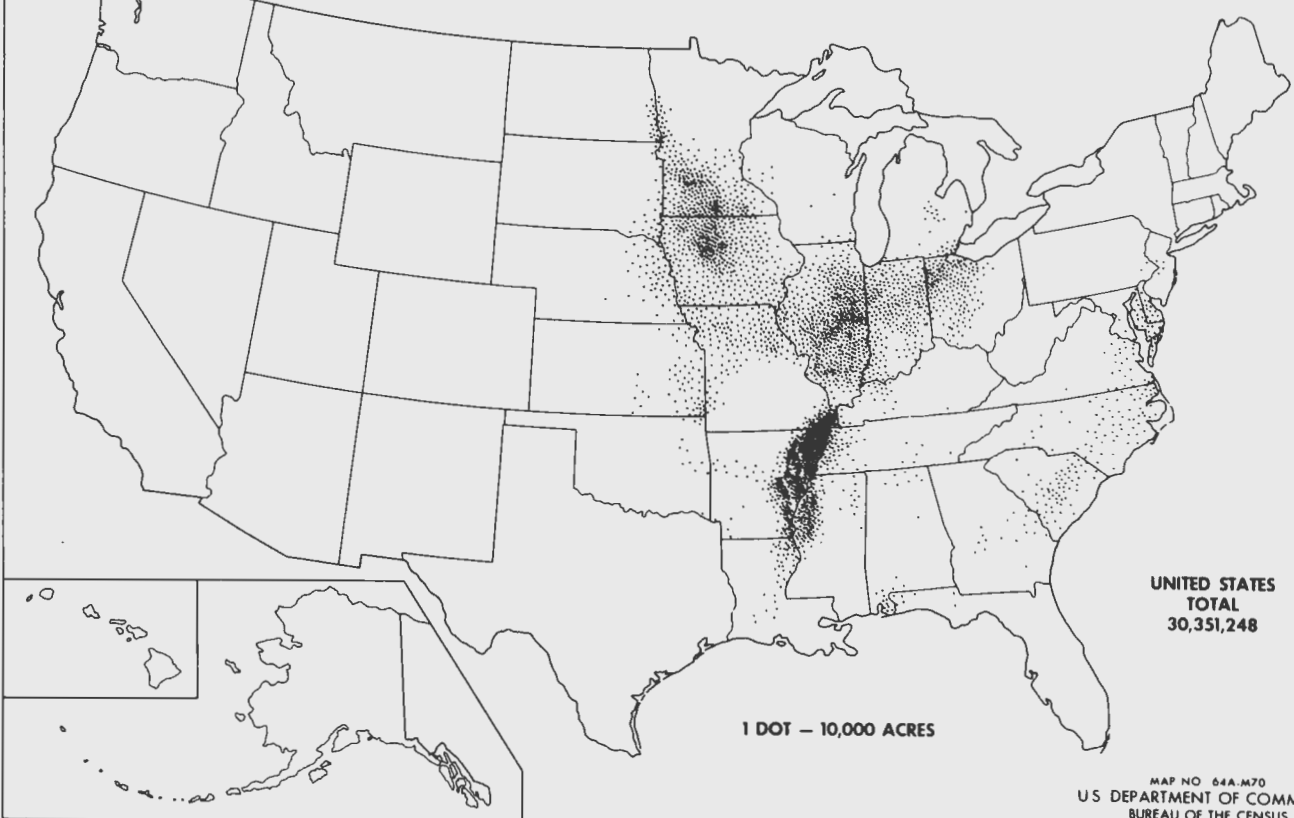 UNITED STATES
TOTAL
30,351,248
1 DOT — 10,000 ACRES
MAP NO 64A-M70
U S DEPARTMENT OF COMM
BUREAU OF THE CENSUS